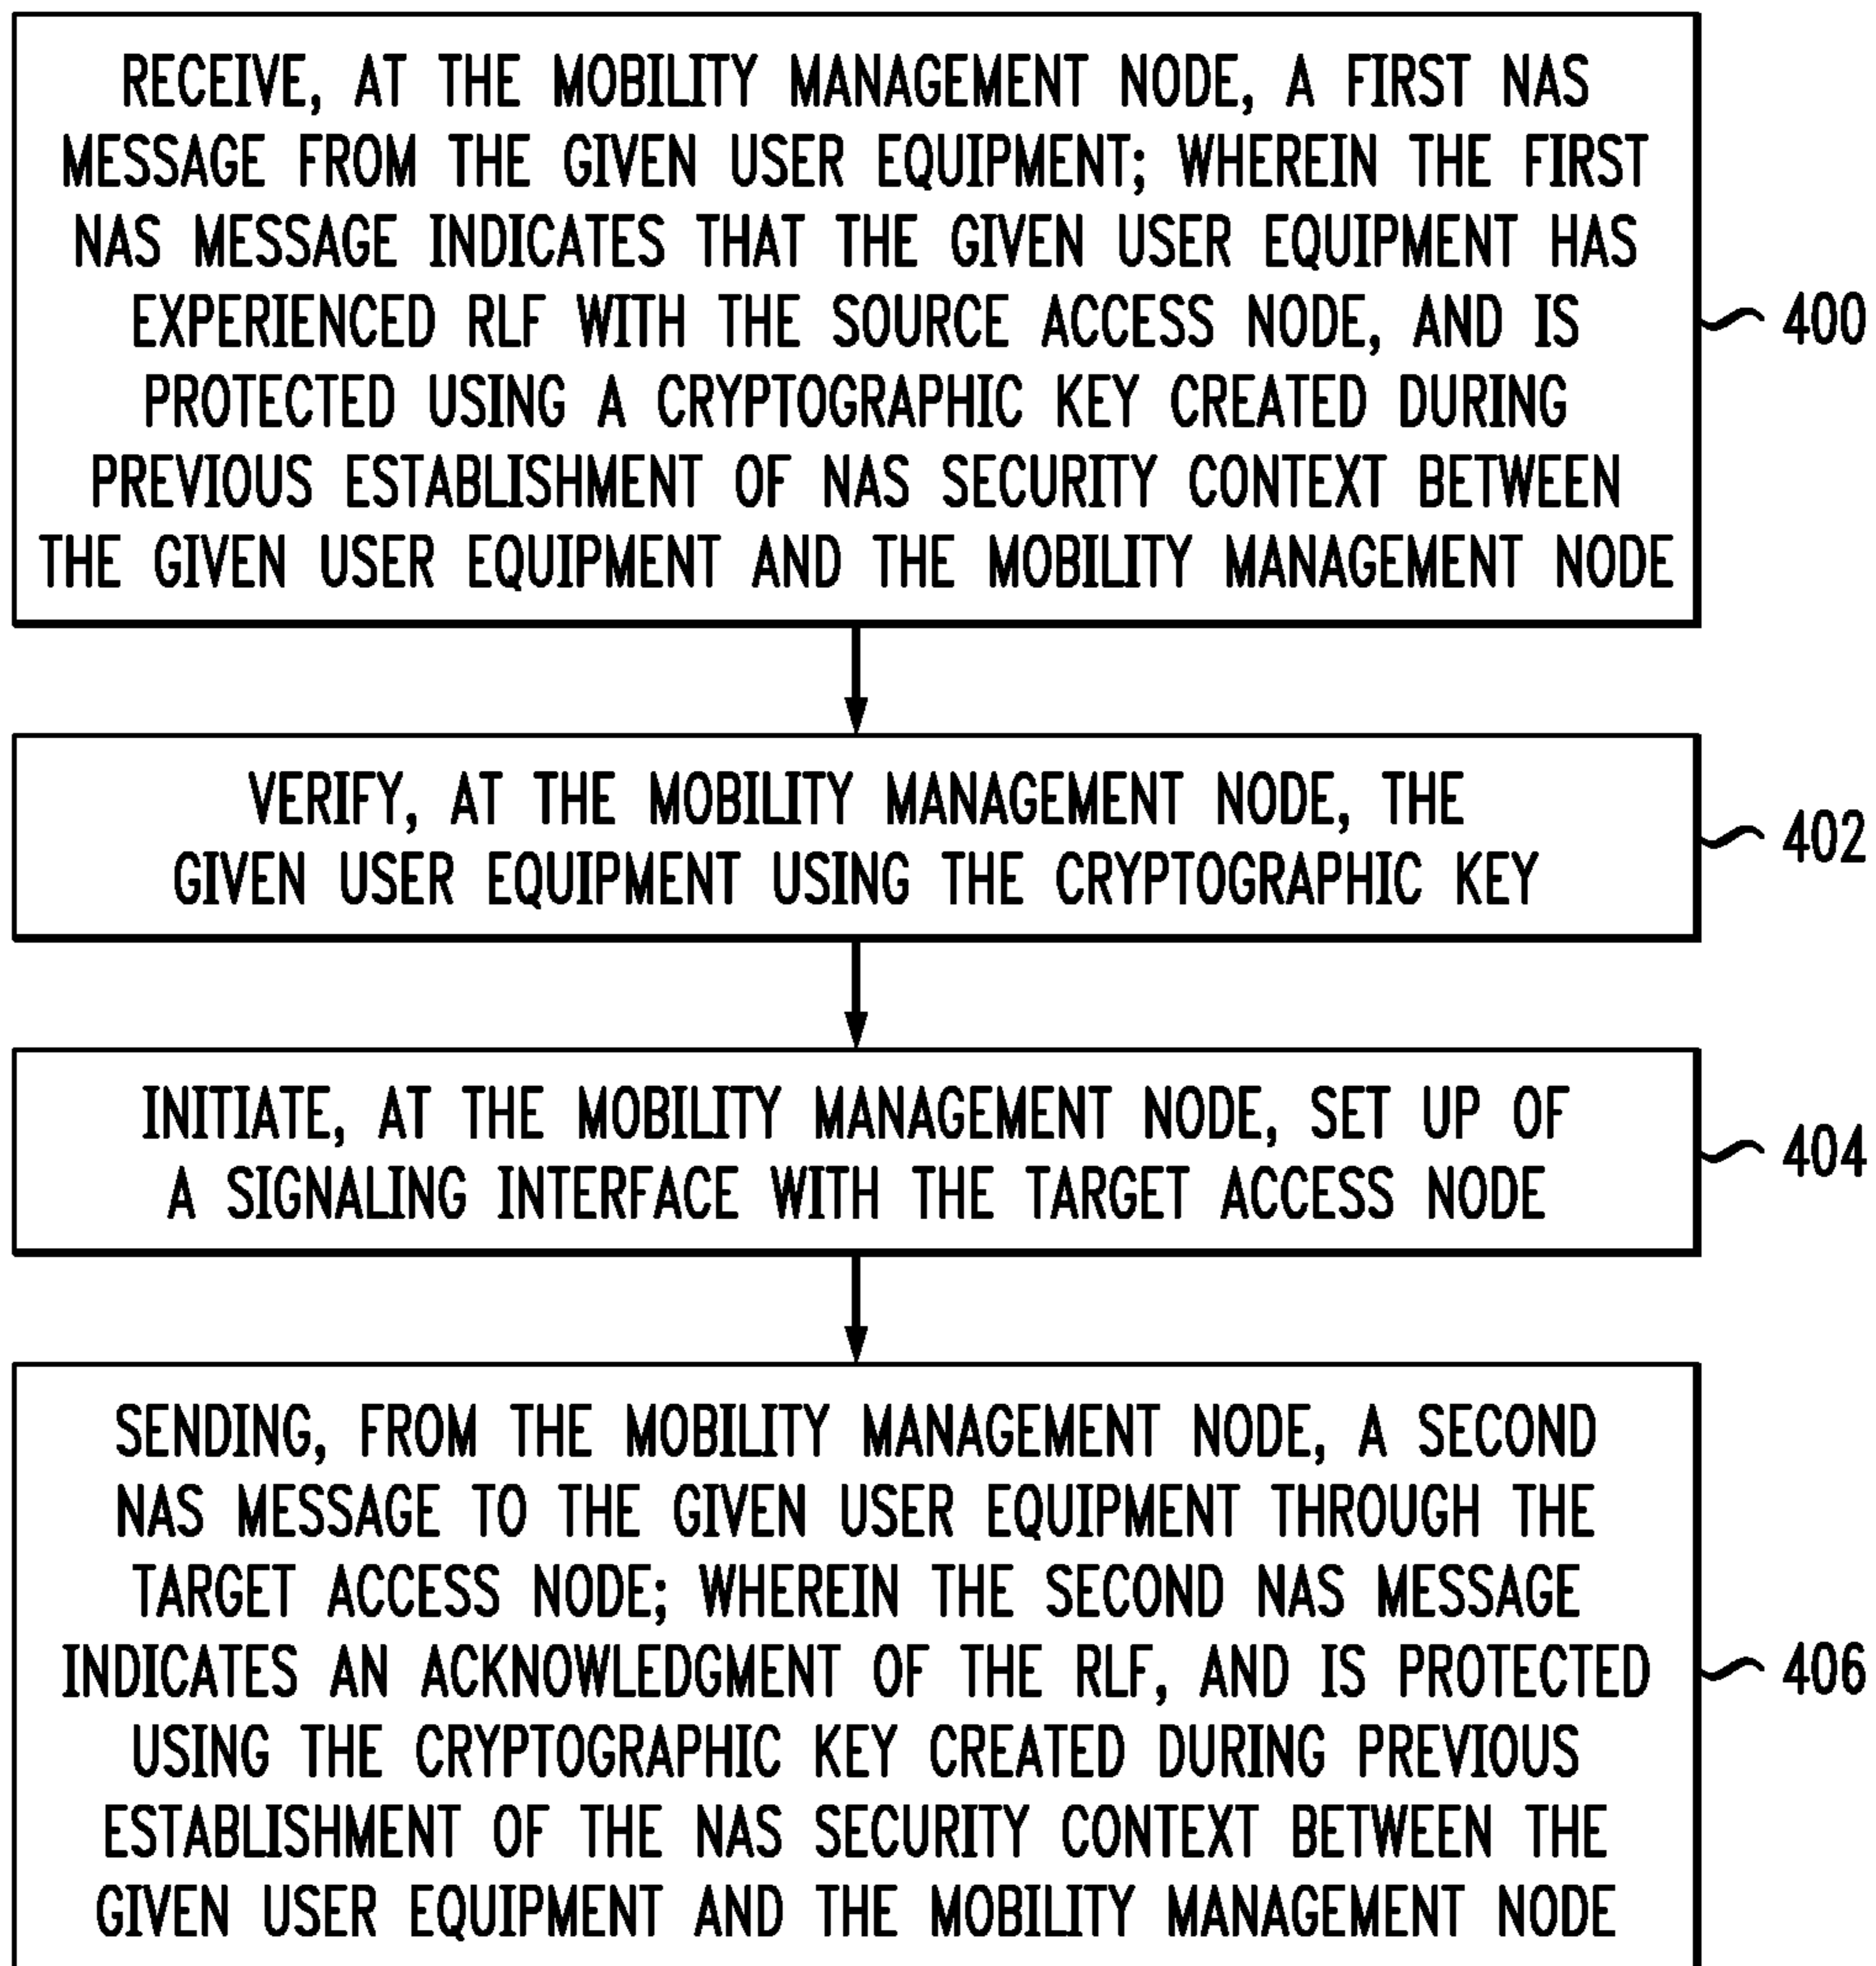 RECEIVE, AT THE MOBILITY MANAGEMENT NODE, A FIRST NAS
MESSAGE FROM THE GIVEN USER EQUIPMENT; WHEREIN THE FIRST
NAS MESSAGE INDICATES THAT THE GIVEN USER EQUIPMENT HAS
EXPERIENCED RLF WITH THE SOURCE ACCESS NODE, AND IS
PROTECTED USING A CRYPTOGRAPHIC KEY CREATED DURING
PREVIOUS ESTABLISHMENT OF NAS SECURITY CONTEXT BETWEEN
THE GIVEN USER EQUIPMENT AND THE MOBILITY MANAGEMENT NODE
400
VERIFY, AT THE MOBILITY MANAGEMENT NODE, THE
GIVEN USER EQUIPMENT USING THE CRYPTOGRAPHIC KEY
402
INITIATE, AT THE MOBILITY MANAGEMENT NODE, SET UP OF
A SIGNALING INTERFACE WITH THE TARGET ACCESS NODE
404
SENDING, FROM THE MOBILITY MANAGEMENT NODE, A SECOND
NAS MESSAGE TO THE GIVEN USER EQUIPMENT THROUGH THE
TARGET ACCESS NODE; WHEREIN THE SECOND NAS MESSAGE
INDICATES AN ACKNOWLEDGMENT OF THE RLF, AND IS PROTECTED
USING THE CRYPTOGRAPHIC KEY CREATED DURING PREVIOUS
ESTABLISHMENT OF THE NAS SECURITY CONTEXT BETWEEN THE
GIVEN USER EQUIPMENT AND THE MOBILITY MANAGEMENT NODE
406